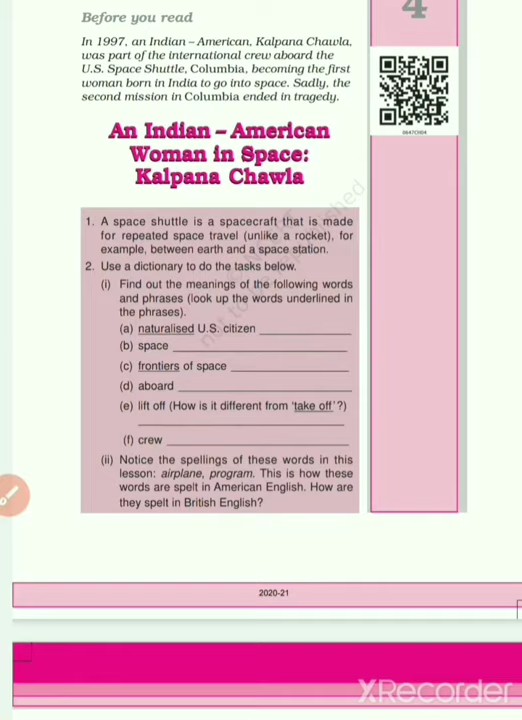 4
Before you read
In 1997, an Indian – American, Kalpana Chawla,
was part of the international crew aboard the
U.S. Space Shuttle, Columbia, becoming the first
woman born in India to go into space. Sadly, the
second mission in Columbia ended in tragedy.
0647CH04
An Indian – American
Woman in Space:
Kalpana Chawla
1. A space shuttle is a spacecraft that is made
for repeated space travel (unlike a rocket), for
example, between earth and a space station.
2. Use a dictionary to do the tasks below.
(i) Find out the meanings of the following words
and phrases (look up the words underlined in
the phrases).
(a) naturalised U.S. citizen
(b) space
(c) frontiers of space
(d) aboard
(e) lift off (How is it different from ‘take off’?)
(f) crew
(ii) Notice the spellings of these words in this
lesson: airplane, program. This is how these
words are spelt in American English. How are
they spelt in British English?
not to be republished
2020-21
XRecorder